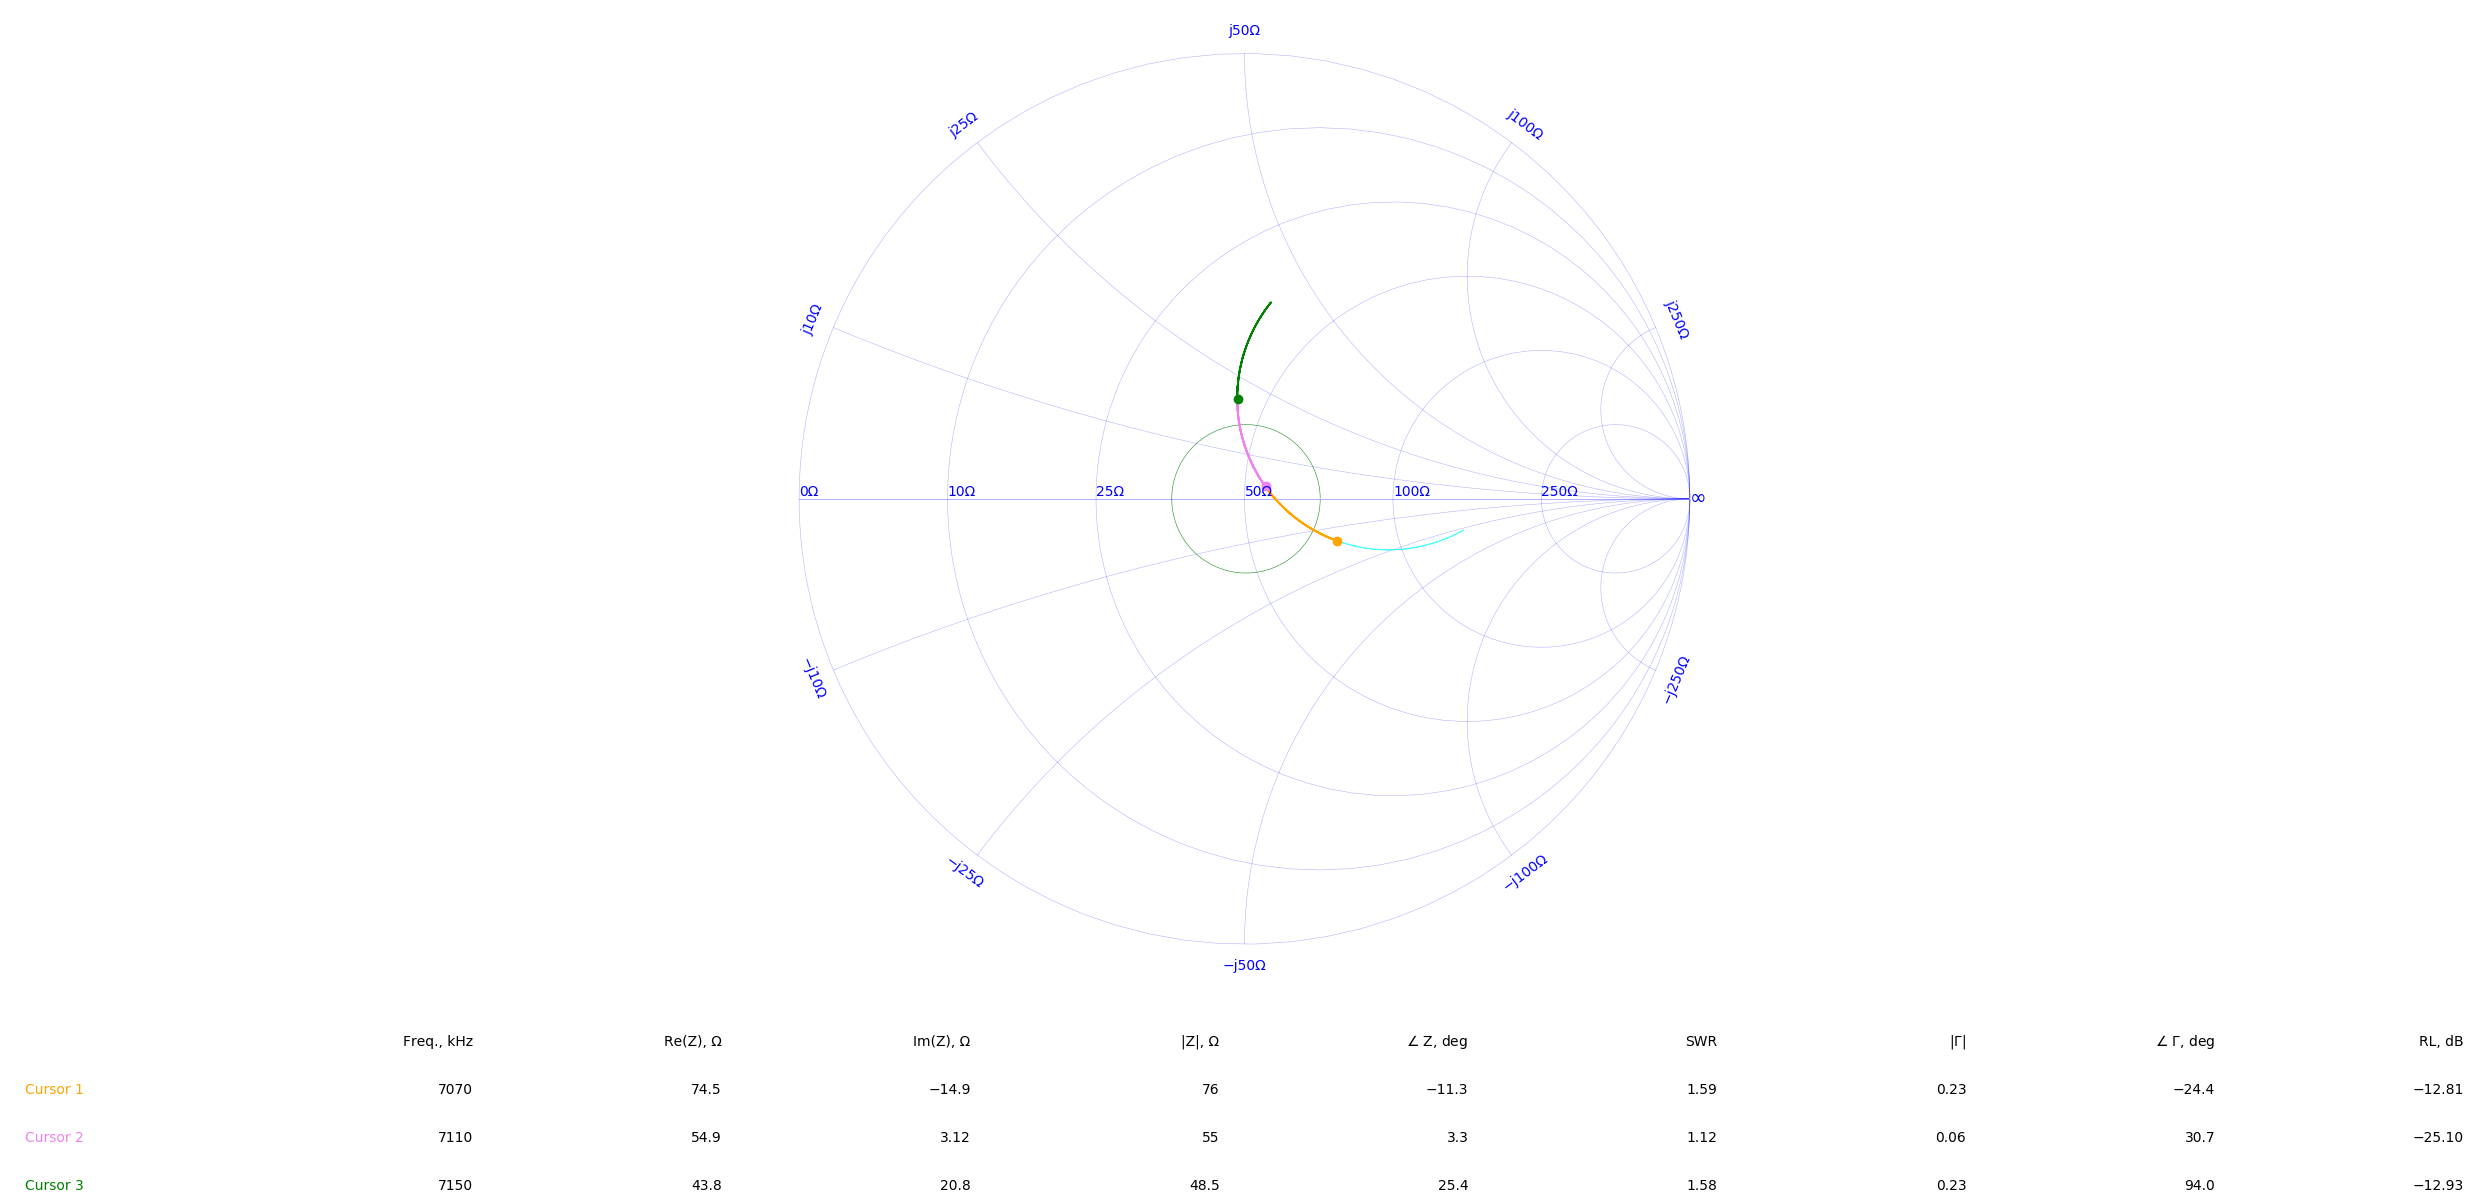 j50Ω
j25Ω
j100Ω
j10Ω
j250Ω
0Ω 10Ω 25Ω 50Ω 100Ω 250Ω ∞
−j10Ω
−j250Ω
−j25Ω
−j100Ω
−j50Ω
Freq., kHz Re(Z), Ω Im(Z), Ω |Z|, Ω ∠ Z, deg SWR |Γ| ∠ Γ, deg RL, dB
Cursor 1 7070 74.5 −14.9 76 −11.3 1.59 0.23 −24.4 −12.81
Cursor 2 7110 54.9 3.12 55 3.3 1.12 0.06 30.7 −25.10
Cursor 3 7150 43.8 20.8 48.5 25.4 1.58 0.23 94.0 −12.93